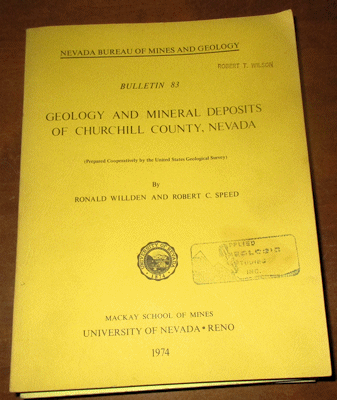 NEVADA BUREAU OF MINES AND GEOLOGY
ROBERT T. WILSON
BULLETIN 83
GEOLOGY AND MINERAL DEPOSITS
OF CHURCHILL COUNTY, NEVADA
(Prepared Cooperatively by the United States Geological Survey)
By
RONALD WILLDEN AND ROBERT C. SPEED
MACKAY SCHOOL OF MINES
UNIVERSITY OF NEVADA • RENO
1974